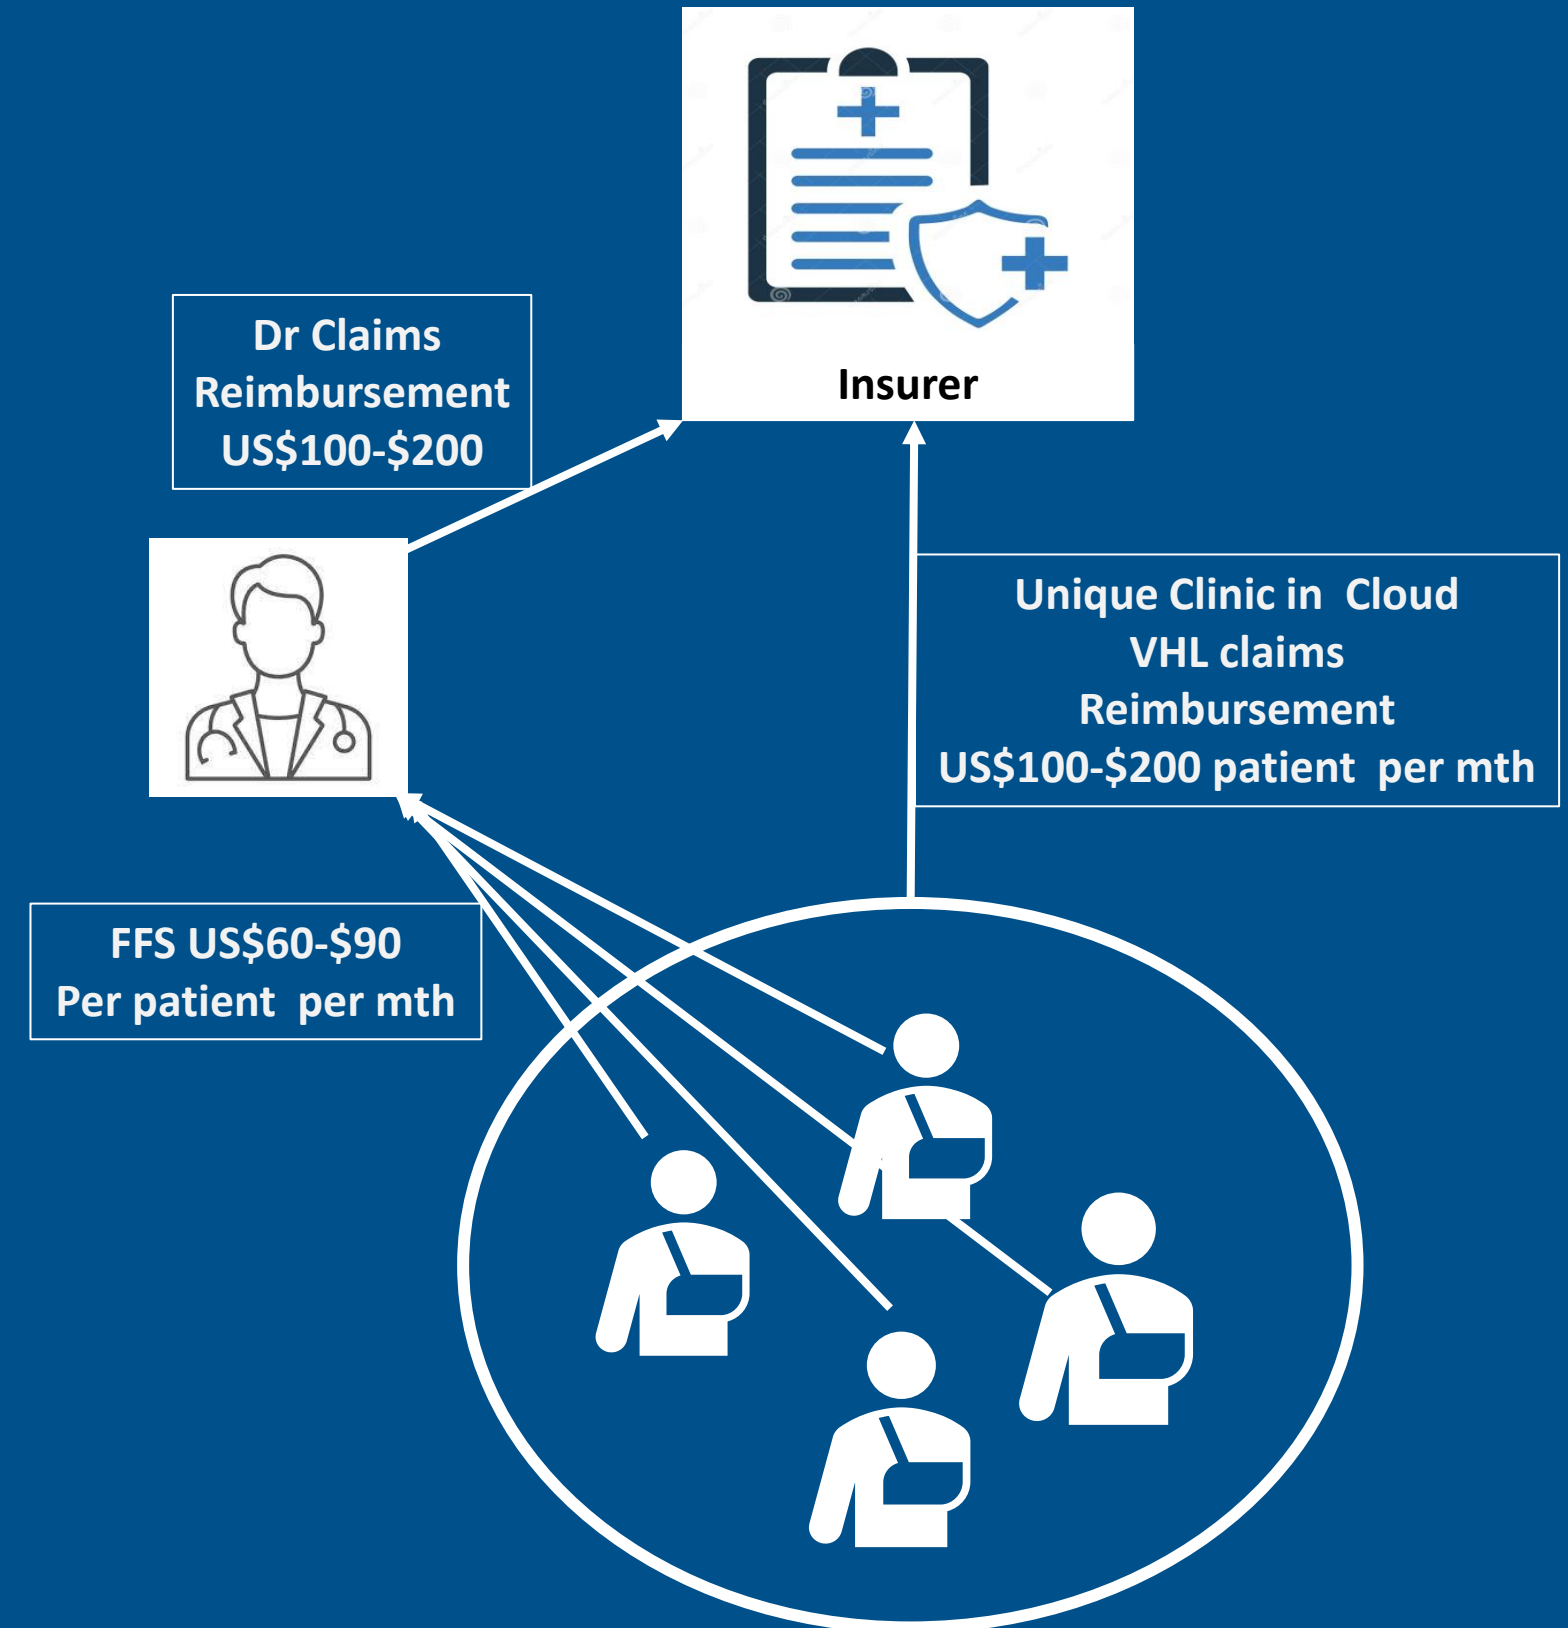 Insurer
Dr Claims
Reimbursement
US$100-$200
Unique Clinic in Cloud
VHL claims
Reimbursement
US$100-$200 patient per mth
FFS US$60-$90
Per patient per mth